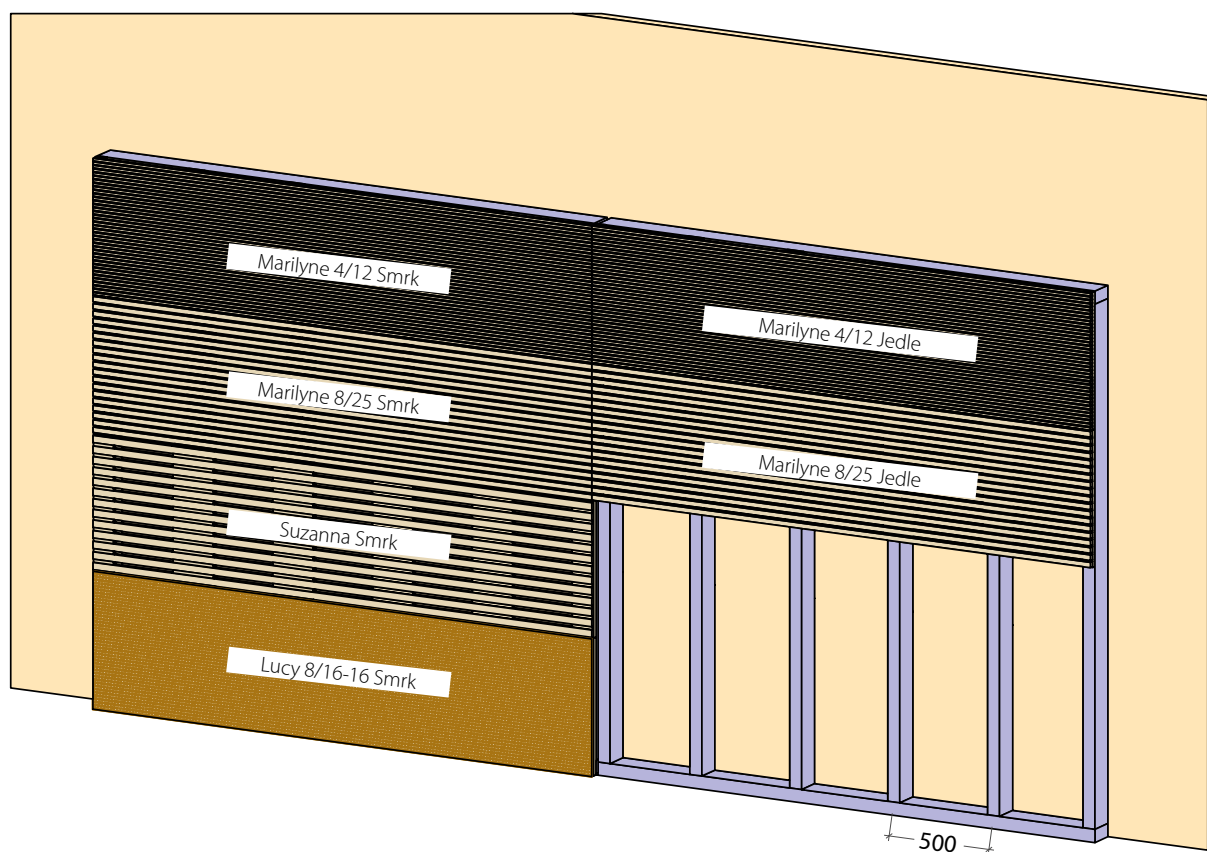 Marilyne 4/12 Smrk
Marilyne 4/12 Jedle
Marilyne 8/25 Smrk
Marilyne 8/25 Jedle
Suzanna Smrk
Lucy 8/16-16 Smrk
500